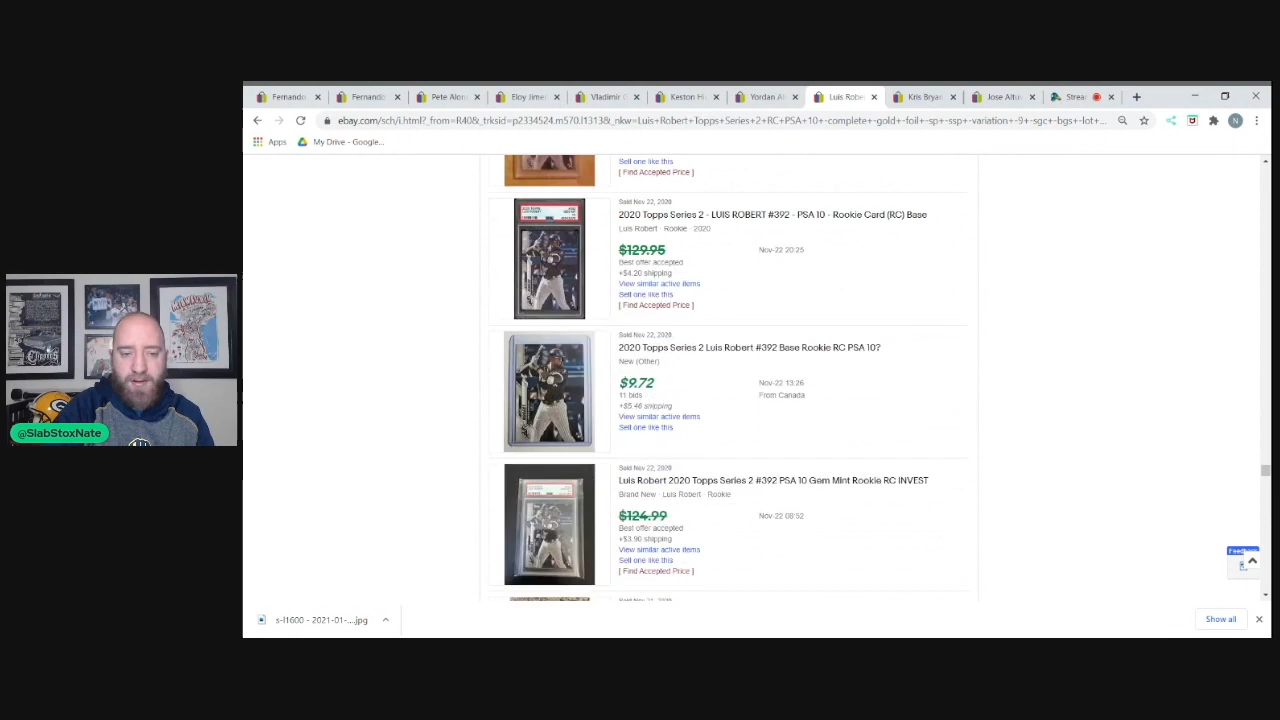 Fernando
Fernando
Pete Alon
Eloy Jime
Vladimir G
Keston Hi
Yordan Al
Luis Robe
Kris Bryan
Jose Altu
Strea
ebay.com/sch/i.html?_from=R40&_trksid=p2334524.m570.l1313&_nkw=Luis+Robert+Topps+Series+2+RC+PSA+10+-complete+-gold+-foil+-sp+-ssp+-variation+-9+-sgc+-bgs+-lot+...
N
Apps
My Drive - Google...
Sell one like this
[ Find Accepted Price ]
Sold Nov 22, 2020
2020 Topps Series 2 - LUIS ROBERT #392 - PSA 10 - Rookie Card (RC) Base
Luis Robert · Rookie · 2020
$129.95
Nov-22 20:25
Best offer accepted
+$4.20 shipping
View similar active items
Sell one like this
[ Find Accepted Price ]
Sold Nov 22, 2020
2020 Topps Series 2 Luis Robert #392 Base Rookie RC PSA 10?
New (Other)
$9.72
Nov-22 13:26
11 bids
From Canada
+$5.46 shipping
View similar active items
Sell one like this
Sold Nov 22, 2020
Luis Robert 2020 Topps Series 2 #392 PSA 10 Gem Mint Rookie RC INVEST
Brand New · Luis Robert · Rookie
$124.99
Nov-22 08:52
Best offer accepted
+$3.90 shipping
View similar active items
Sell one like this
[ Find Accepted Price ]
@SlabStoxNate
s-l1600 - 2021-01-....jpg
Show all